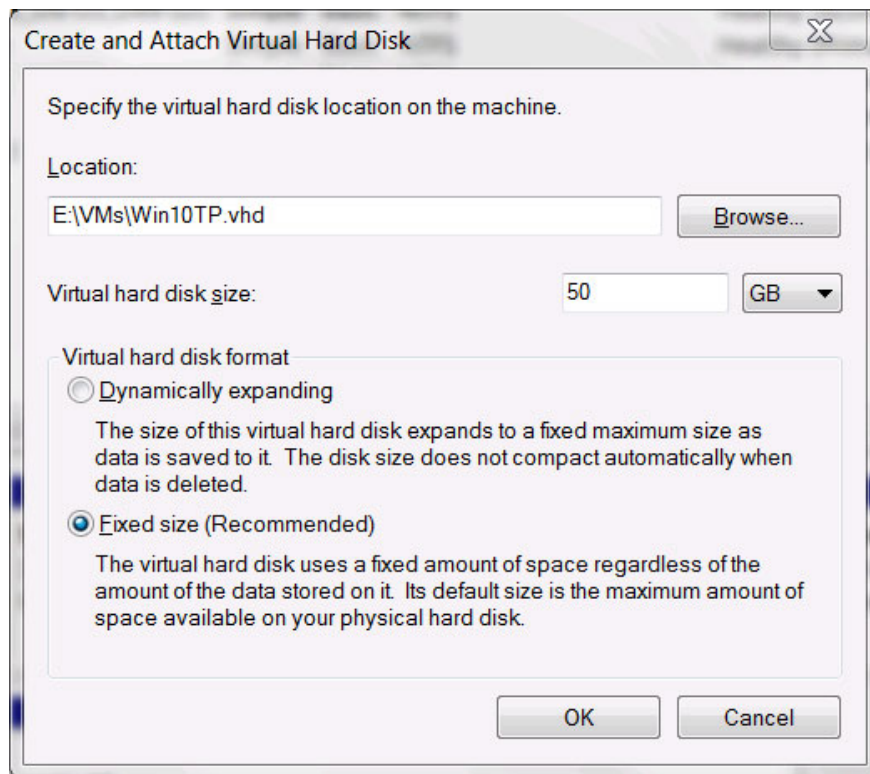 Create and Attach Virtual Hard Disk
Specify the virtual hard disk location on the machine.
Location:
E:\VMs\Win10TP.vhd
Browse...
Virtual hard disk size:
50
GB
Virtual hard disk format
Dynamically expanding
The size of this virtual hard disk expands to a fixed maximum size as
data is saved to it. The disk size does not compact automatically when
data is deleted.
Fixed size (Recommended)
The virtual hard disk uses a fixed amount of space regardless of the
amount of the data stored on it. Its default size is the maximum amount of
space available on your physical hard disk.
OK
Cancel